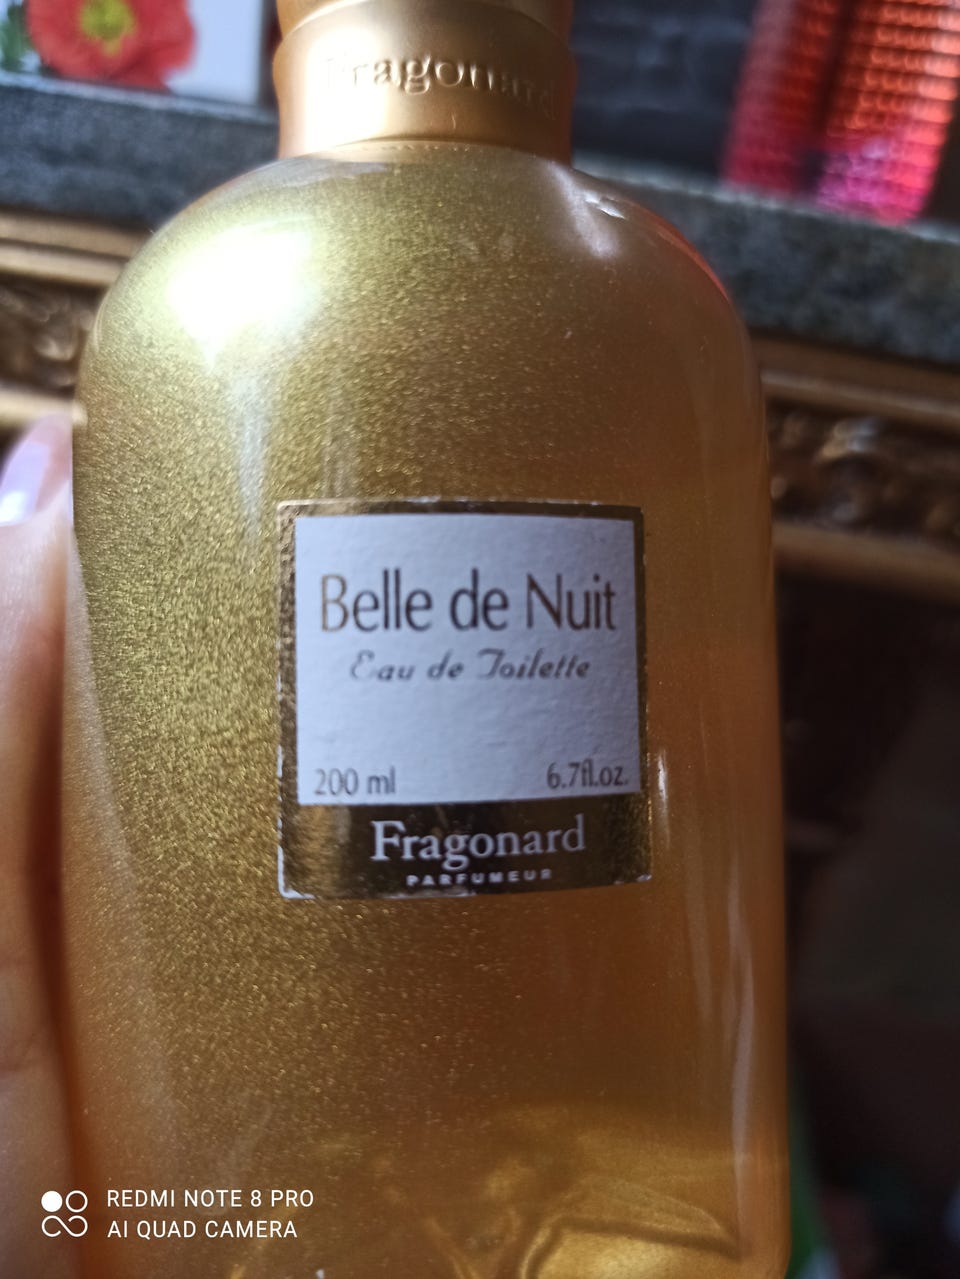 Fragonard
Belle de Nuit
Eau de Toilette
200 ml 6.7fl.oz.
Fragonard
PARFUMEUR
REDMI NOTE 8 PRO
AI QUAD CAMERA